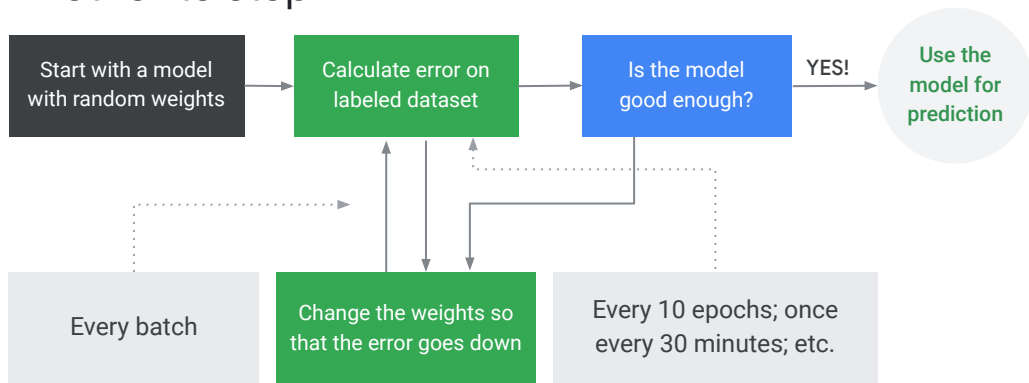 Start with a model
with random weights
Calculate error on
labeled dataset
Is the model
good enough?
YES!
Use the
model for
prediction
Every batch
Change the weights so
that the error goes down
Every 10 epochs; once
every 30 minutes; etc.